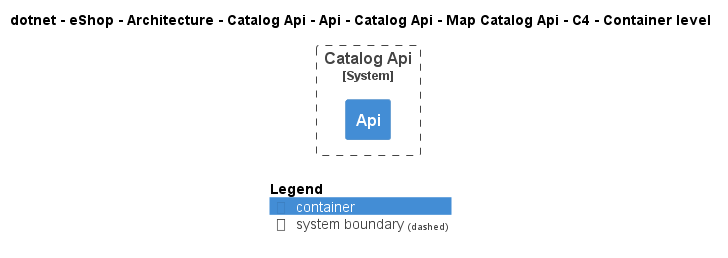 dotnet - eShop - Architecture - Catalog Api - Api - Catalog Api - Map Catalog Api - C4 - Container level
Catalog Api
[System]
Api
Legend
container
system boundary (dashed)